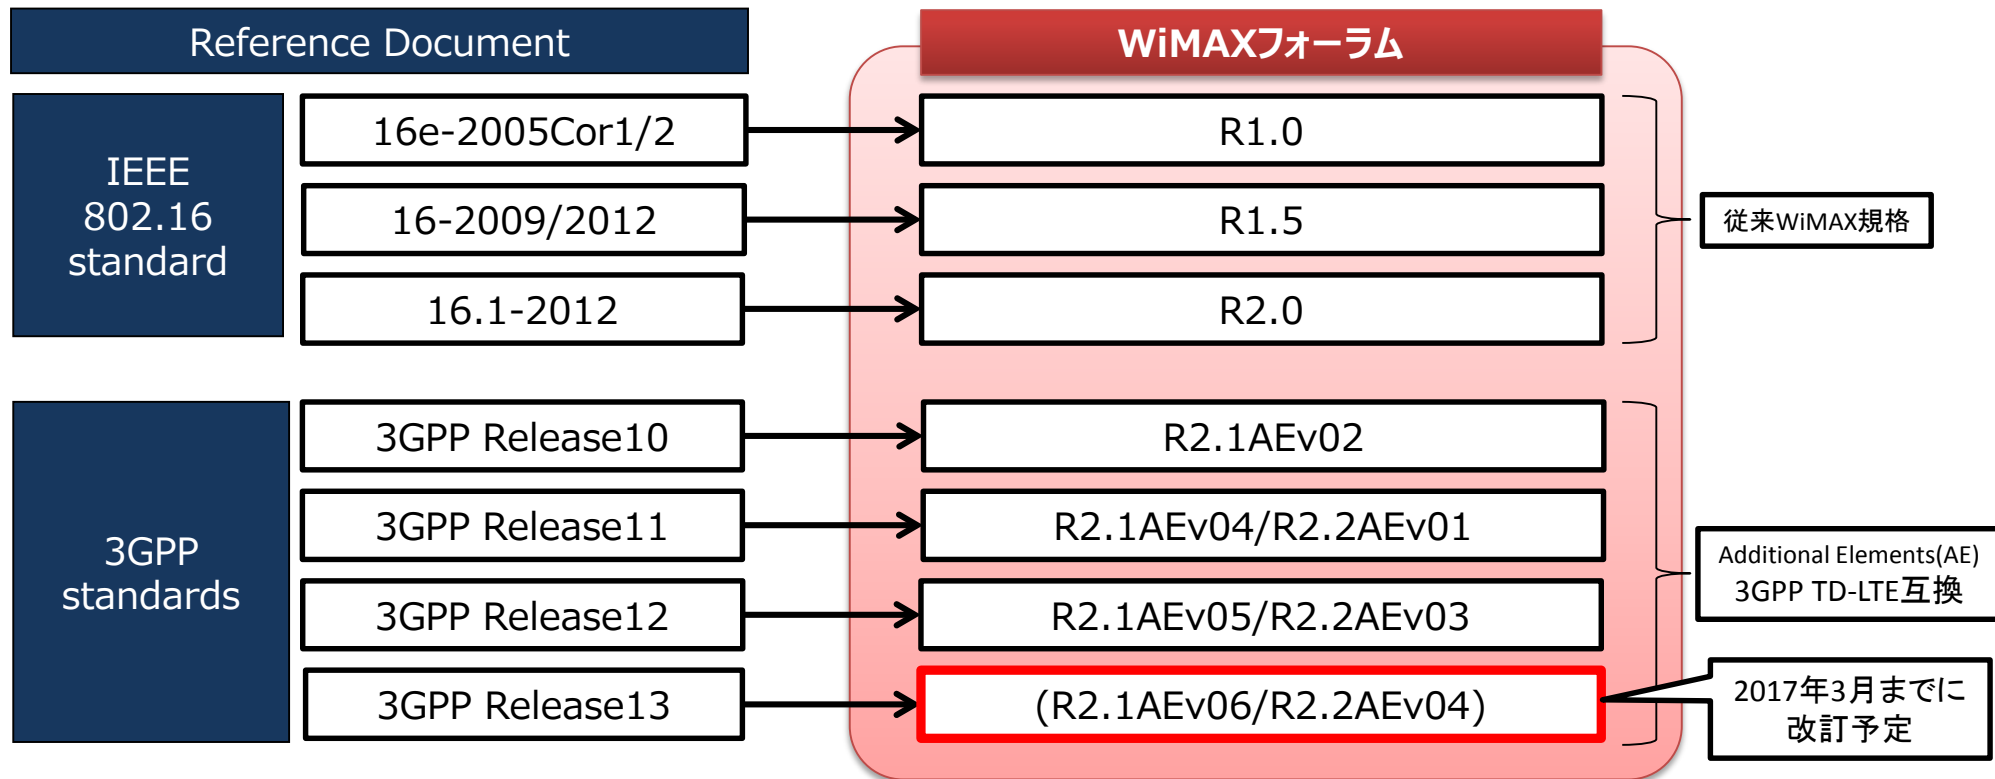 Reference Document
WiMAXフォーラム
IEEE
802.16
standard
16e-2005Cor1/2
R1.0
16-2009/2012
R1.5
16.1-2012
R2.0
従来WiMAX規格
3GPP
standards
3GPP Release10
R2.1AEv02
3GPP Release11
R2.1AEv04/R2.2AEv01
3GPP Release12
R2.1AEv05/R2.2AEv03
3GPP Release13
(R2.1AEv06/R2.2AEv04)
Additional Elements(AE)
3GPP TD-LTE互換
2017年3月までに
改訂予定